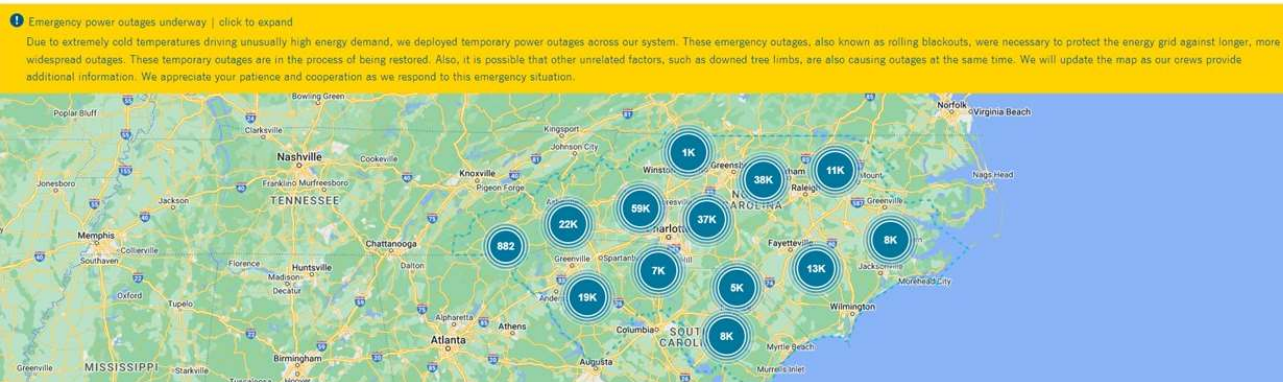 Emergency power outages underway | click to expand
Due to extremely cold temperatures driving unusually high energy demand, we deployed temporary power outages across our system. These emergency outages, also known as rolling blackouts, were necessary to protect the energy grid against longer, more
widespread outages. These temporary outages are in the process of being restored. Also, it is possible that other unrelated factors, such as downed tree limbs, are also causing outages at the same time. We will update the map as our crews provide
additional information. We appreciate your patience and cooperation as we respond to this emergency situation.
Bowling Green
Poplar Bluff
Norfolk
Virginia Beach
Clarksville
Kingsport
Johnson City
Nashville
Cookeville
1K
Knoxville
Pigeon Forge
38K
11K
Nags Head
Jonesboro
Franklin Murfreesboro
TENNESSEE
Jackson
Raleigh
Greenville
59K
37K
CAROLINA
22K
Memphis
Collierville
Southaven
Chattanooga
882
Fayetteville
8K
Florence
Huntsville
Madison
Decatur
Dalton
Greenville
7K
13K
Morehead City
Oxford
Tupelo
19K
5K
Wilmington
Alpharetta
Athens
Atlanta
Columbia
8K
Myrtle Beach
Birmingham
Augusta
Murrells Inlet
Greenville
MISSISSIPPI
Starkville
Tuscaloosa
Hoover